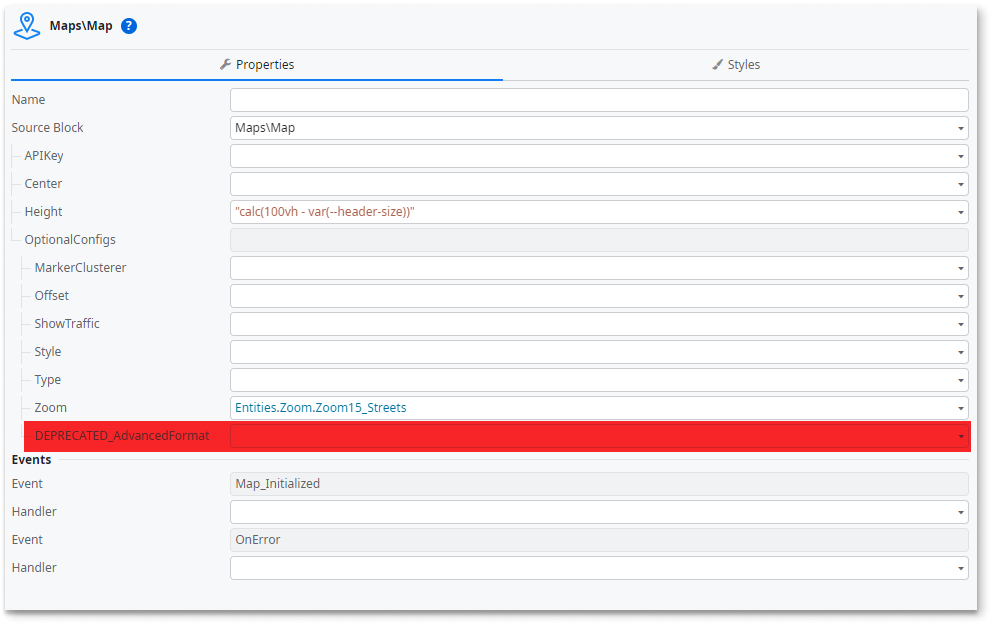 Maps\Map ?
Properties Styles
Name
Source Block Maps\Map
APIKey
Center
Height "calc(100vh - var(--header-size))"
OptionalConfigs
MarkerClusterer
Offset
ShowTraffic
Style
Type
Zoom Entities.Zoom.Zoom15_Streets
DEPRECATED_AdvancedFormat
Events
Event Map_Initialized
Handler
Event OnError
Handler